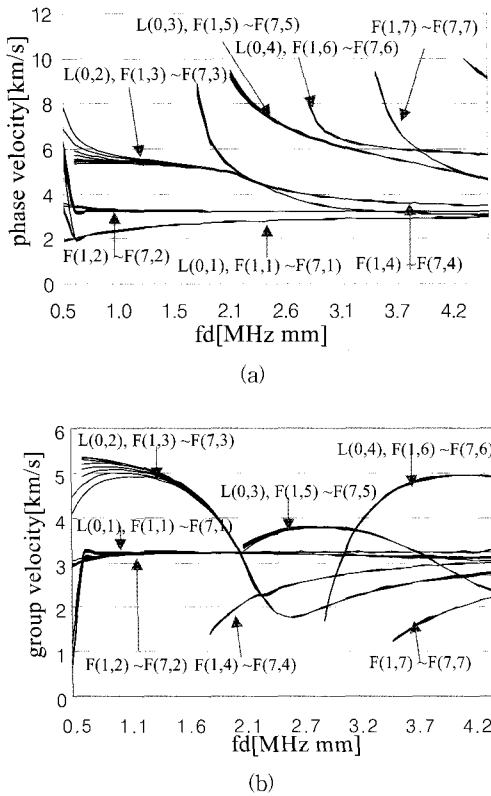 12
10
8
6
4
2
0
phase velocity[km/s]
L(0,3), F(1,5) ~F(7,5)
F(1,7) ~F(7,7)
L(0,4), F(1,6) ~F(7,6)
L(0,2), F(1,3) ~F(7,3)
F(1,2) ~F(7,2)
L(0,1), F(1,1) ~F(7,1)
F(1,4) ~F(7,4)
0.5 1.0 1.6 2.1 2.7 3.2 3.7 4.2
fd[MHz mm]
(a)
6
5
4
3
2
1
0
group velocity[km/s]
L(0,2), F(1,3) ~F(7,3)
L(0,4), F(1,6) ~F(7,6)
L(0,3), F(1,5) ~F(7,5)
L(0,1), F(1,1) ~F(7,1)
F(1,2) ~F(7,2)
F(1,4) ~F(7,4)
F(1,7) ~F(7,7)
0.5 1.0 1.6 2.1 2.7 3.2 3.7 4.2
fd[MHz mm]
(b)